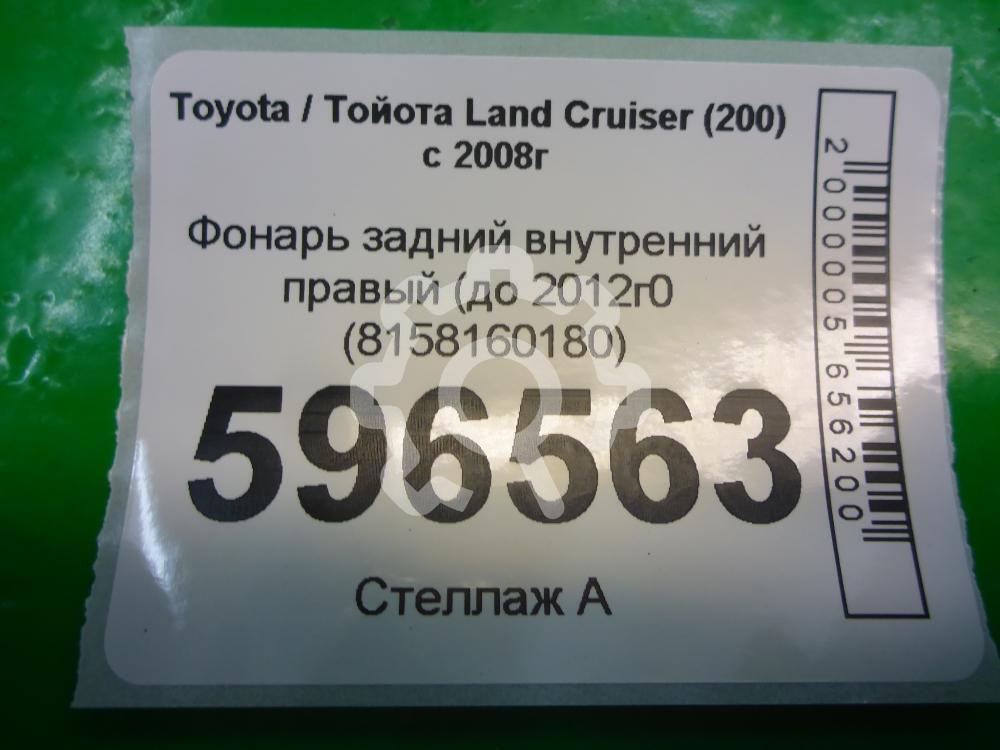 Toyota / Тойота Land Cruiser (200)
с 2008г
Фонарь задний внутренний
правый (до 2012г0
(8158160180)
596563
Стеллаж А
2000005656200